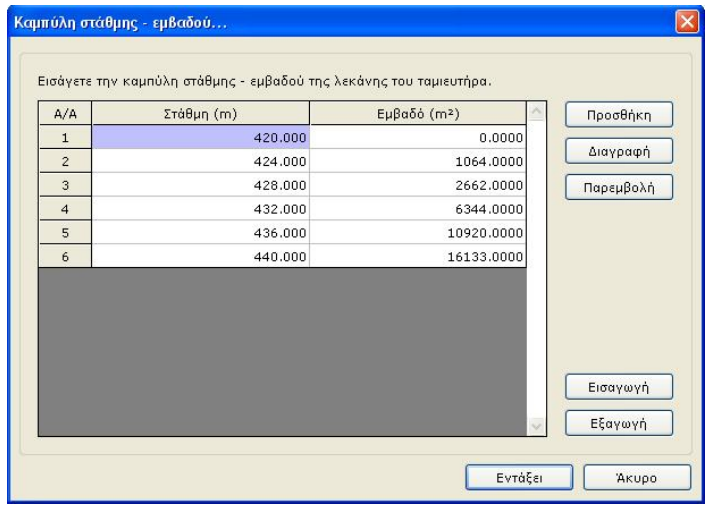 Καμπύλη στάθμης - εμβαδού...
Εισάγετε την καμπύλη στάθμης - εμβαδού της λεκάνης του ταμιευτήρα.
Α/Α Στάθμη (m) Εμβαδό (m²)
1 420.000 0.0000
2 424.000 1064.0000
3 428.000 2662.0000
4 432.000 6344.0000
5 436.000 10920.0000
6 440.000 16133.0000
Προσθήκη
Διαγραφή
Παρεμβολή
Εισαγωγή
Εξαγωγή
Εντάξει Άκυρο